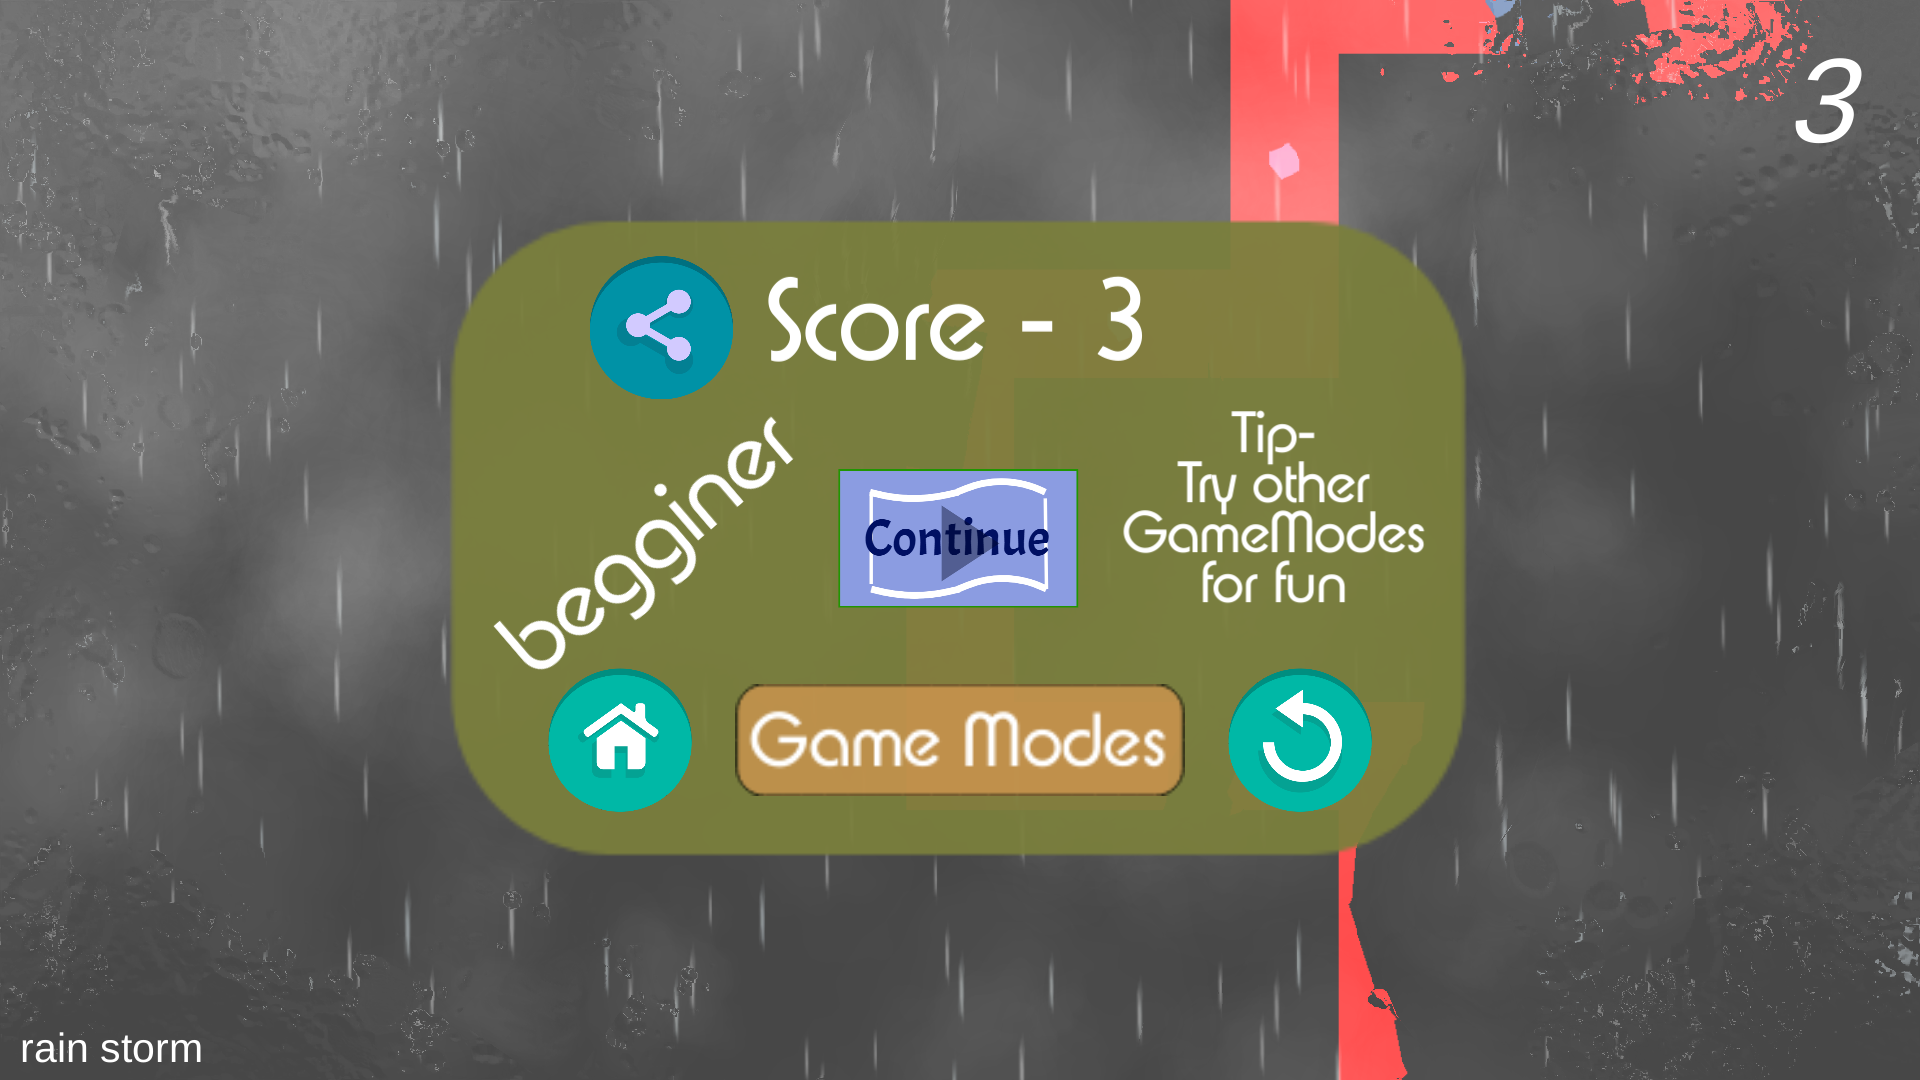 3
Score - 3
begginer
Continue
Tip-
Try other
GameModes
for fun
Game Modes
rain storm